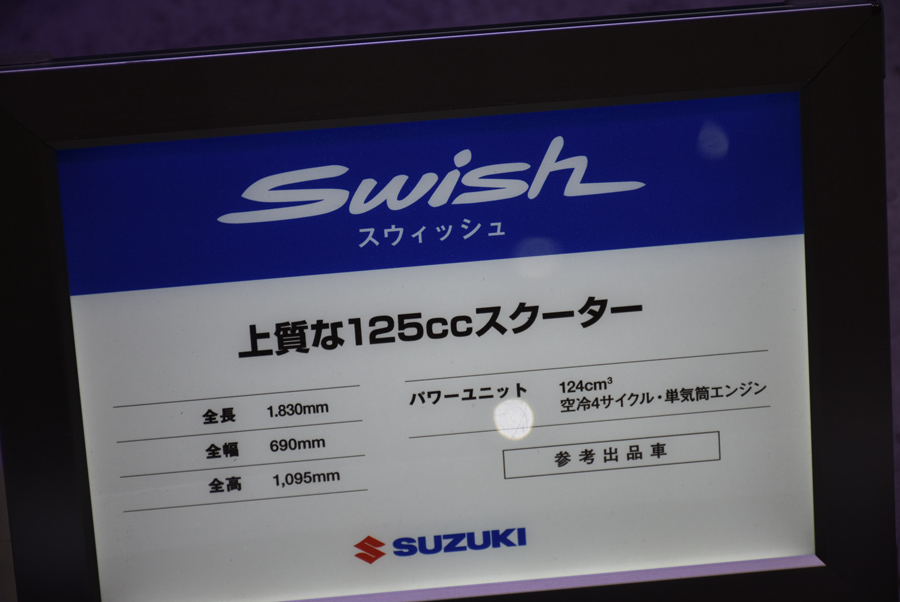 Swish
スウィッシュ
上質な125ccスクーター
全長 1.830mm
全幅 690mm
全高 1,095mm
パワーユニット 124cm³
空冷4サイクル・単気筒エンジン
参考出品車
SUZUKI